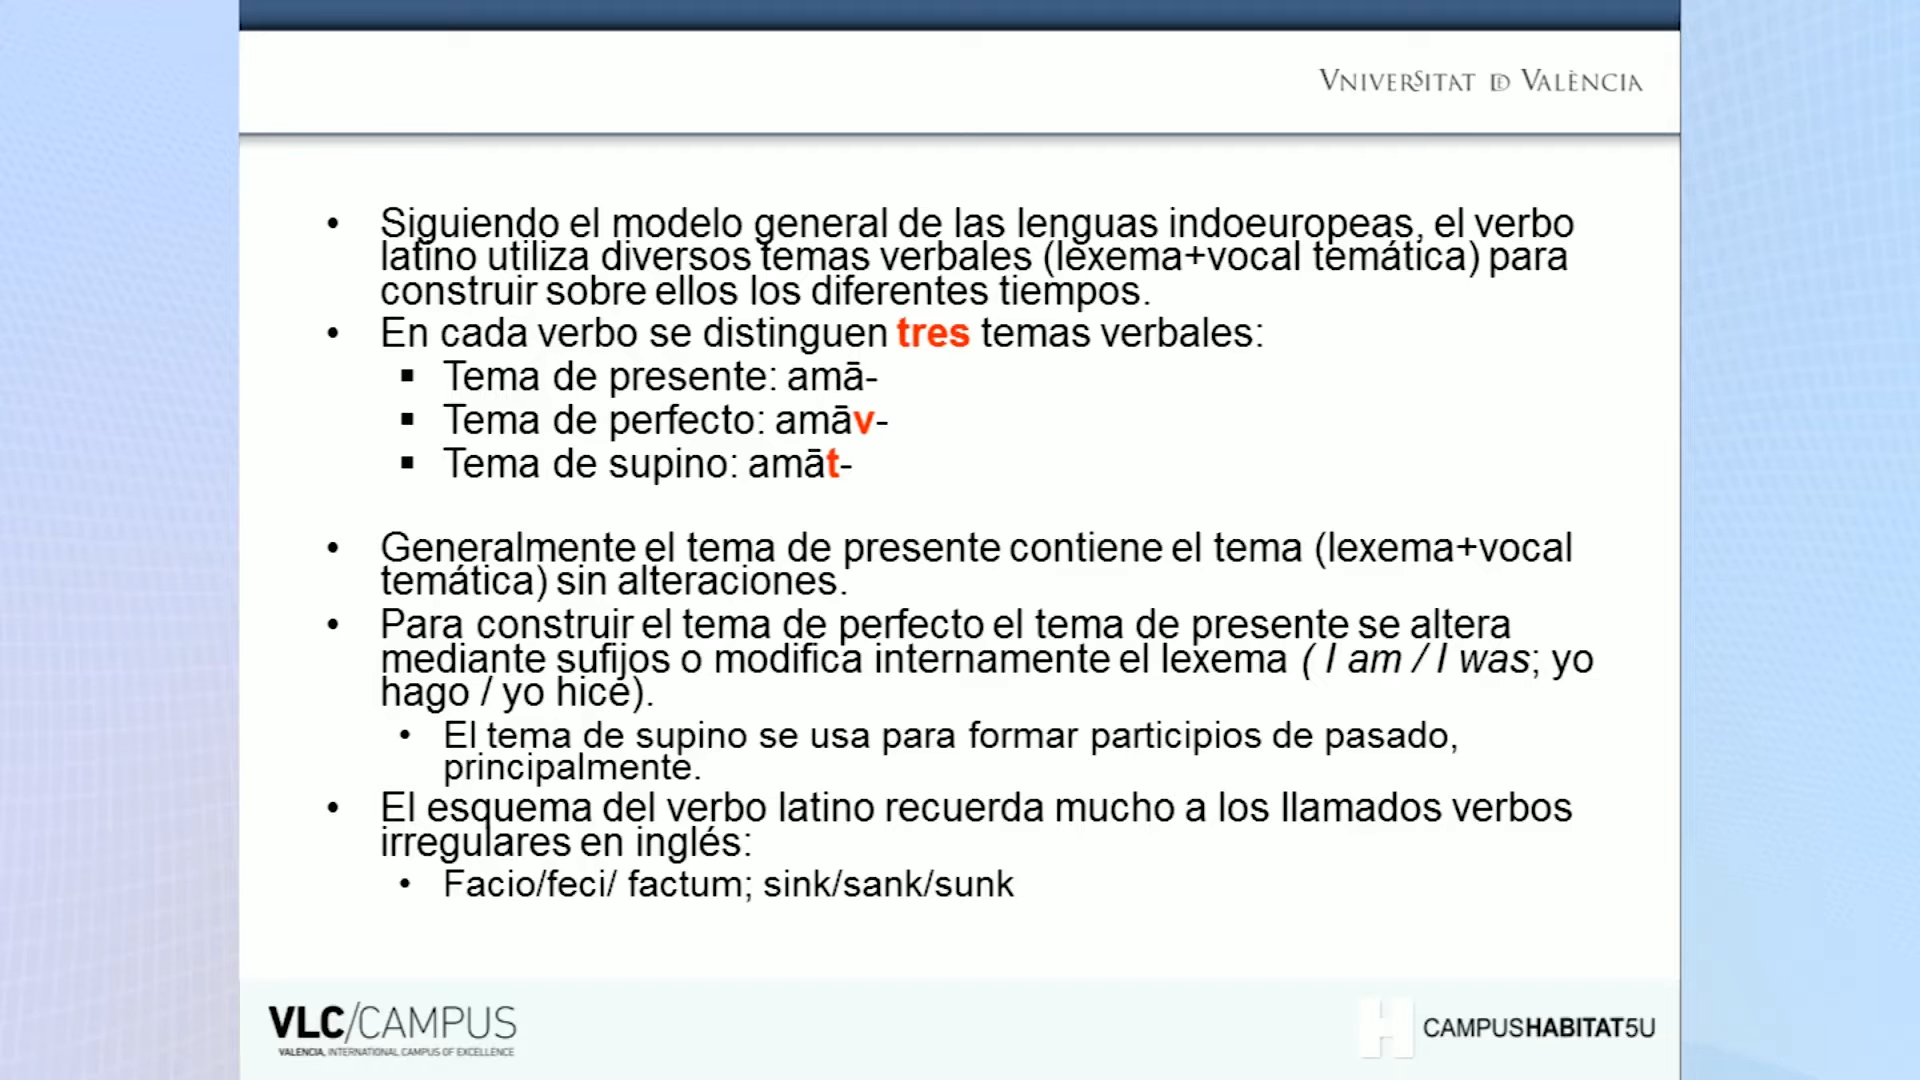 VNIVERSITAT DE VALÈNCIA
• Siguiendo el modelo general de las lenguas indoeuropeas, el verbo
latino utiliza diversos temas verbales (lexema+vocal temática) para
construir sobre ellos los diferentes tiempos.
• En cada verbo se distinguen tres temas verbales:
▪ Tema de presente: amā-
▪ Tema de perfecto: amāv-
▪ Tema de supino: amāt-
• Generalmente el tema de presente contiene el tema (lexema+vocal
temática) sin alteraciones.
• Para construir el tema de perfecto el tema de presente se altera
mediante sufijos o modifica internamente el lexema ( I am / I was; yo
hago / yo hice).
• El tema de supino se usa para formar participios de pasado,
principalmente.
• El esquema del verbo latino recuerda mucho a los llamados verbos
irregulares en inglés:
• Facio/feci/ factum; sink/sank/sunk
VLC/CAMPUS
VALENCIA, INTERNATIONAL CAMPUS OF EXCELLENCE
H CAMPUSHABITAT5U